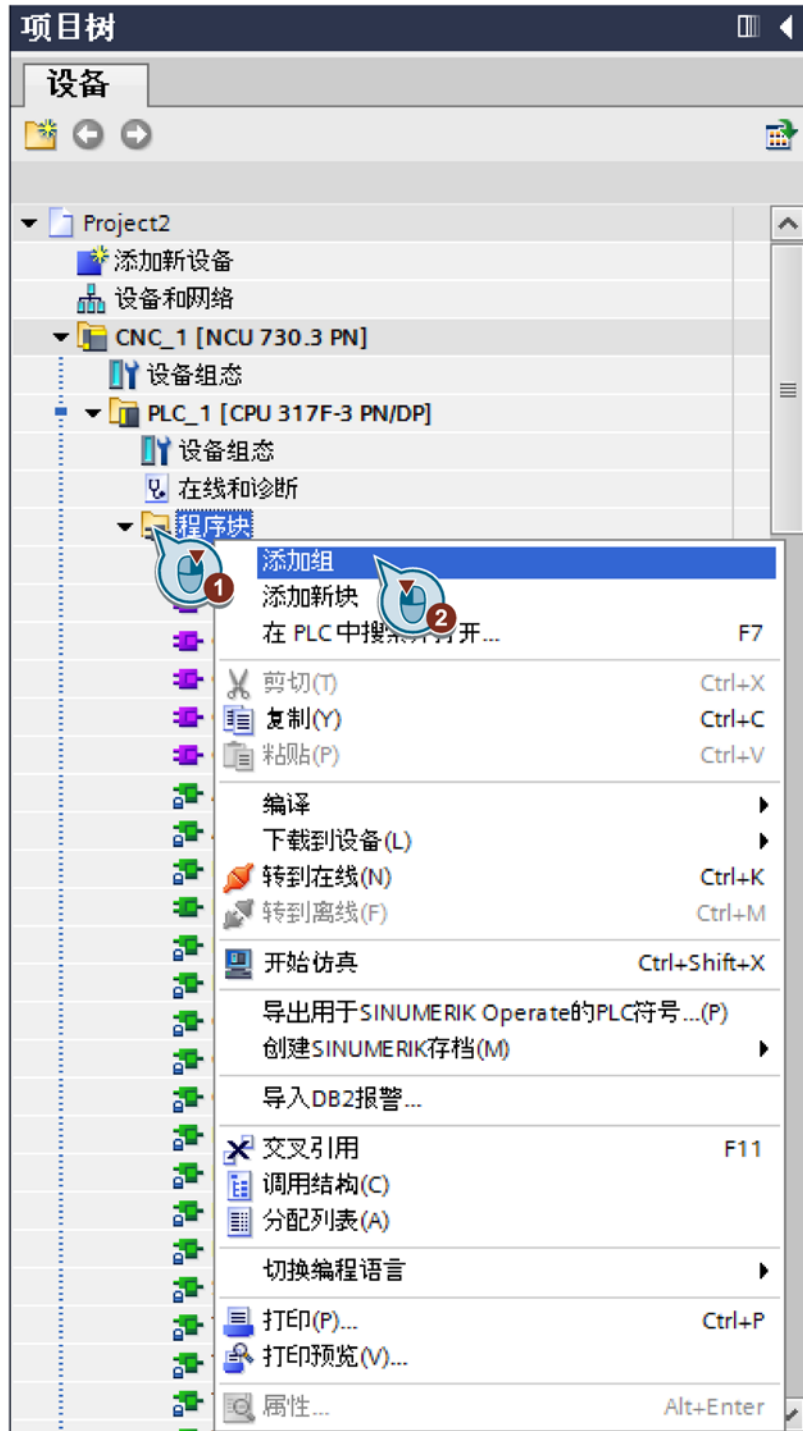 项目树
设备
Project2
添加新设备
设备和网络
CNC_1 [NCU 730.3 PN]
设备组态
PLC_1 [CPU 317F-3 PN/DP]
设备组态
在线和诊断
程序块
添加组
1
添加新块
2
在 PLC 中搜索并打开... F7
剪切(T) Ctrl+X
复制(Y) Ctrl+C
粘贴(P) Ctrl+V
编译
下载到设备(L)
转到在线(N) Ctrl+K
转到离线(F) Ctrl+M
开始仿真 Ctrl+Shift+X
导出用于SINUMERIK Operate的PLC符号...(P)
创建SINUMERIK存档(M)
导入DB2报警...
交叉引用 F11
调用结构(C)
分配列表(A)
切换编程语言
打印(P)... Ctrl+P
打印预览(V)...
属性... Alt+Enter